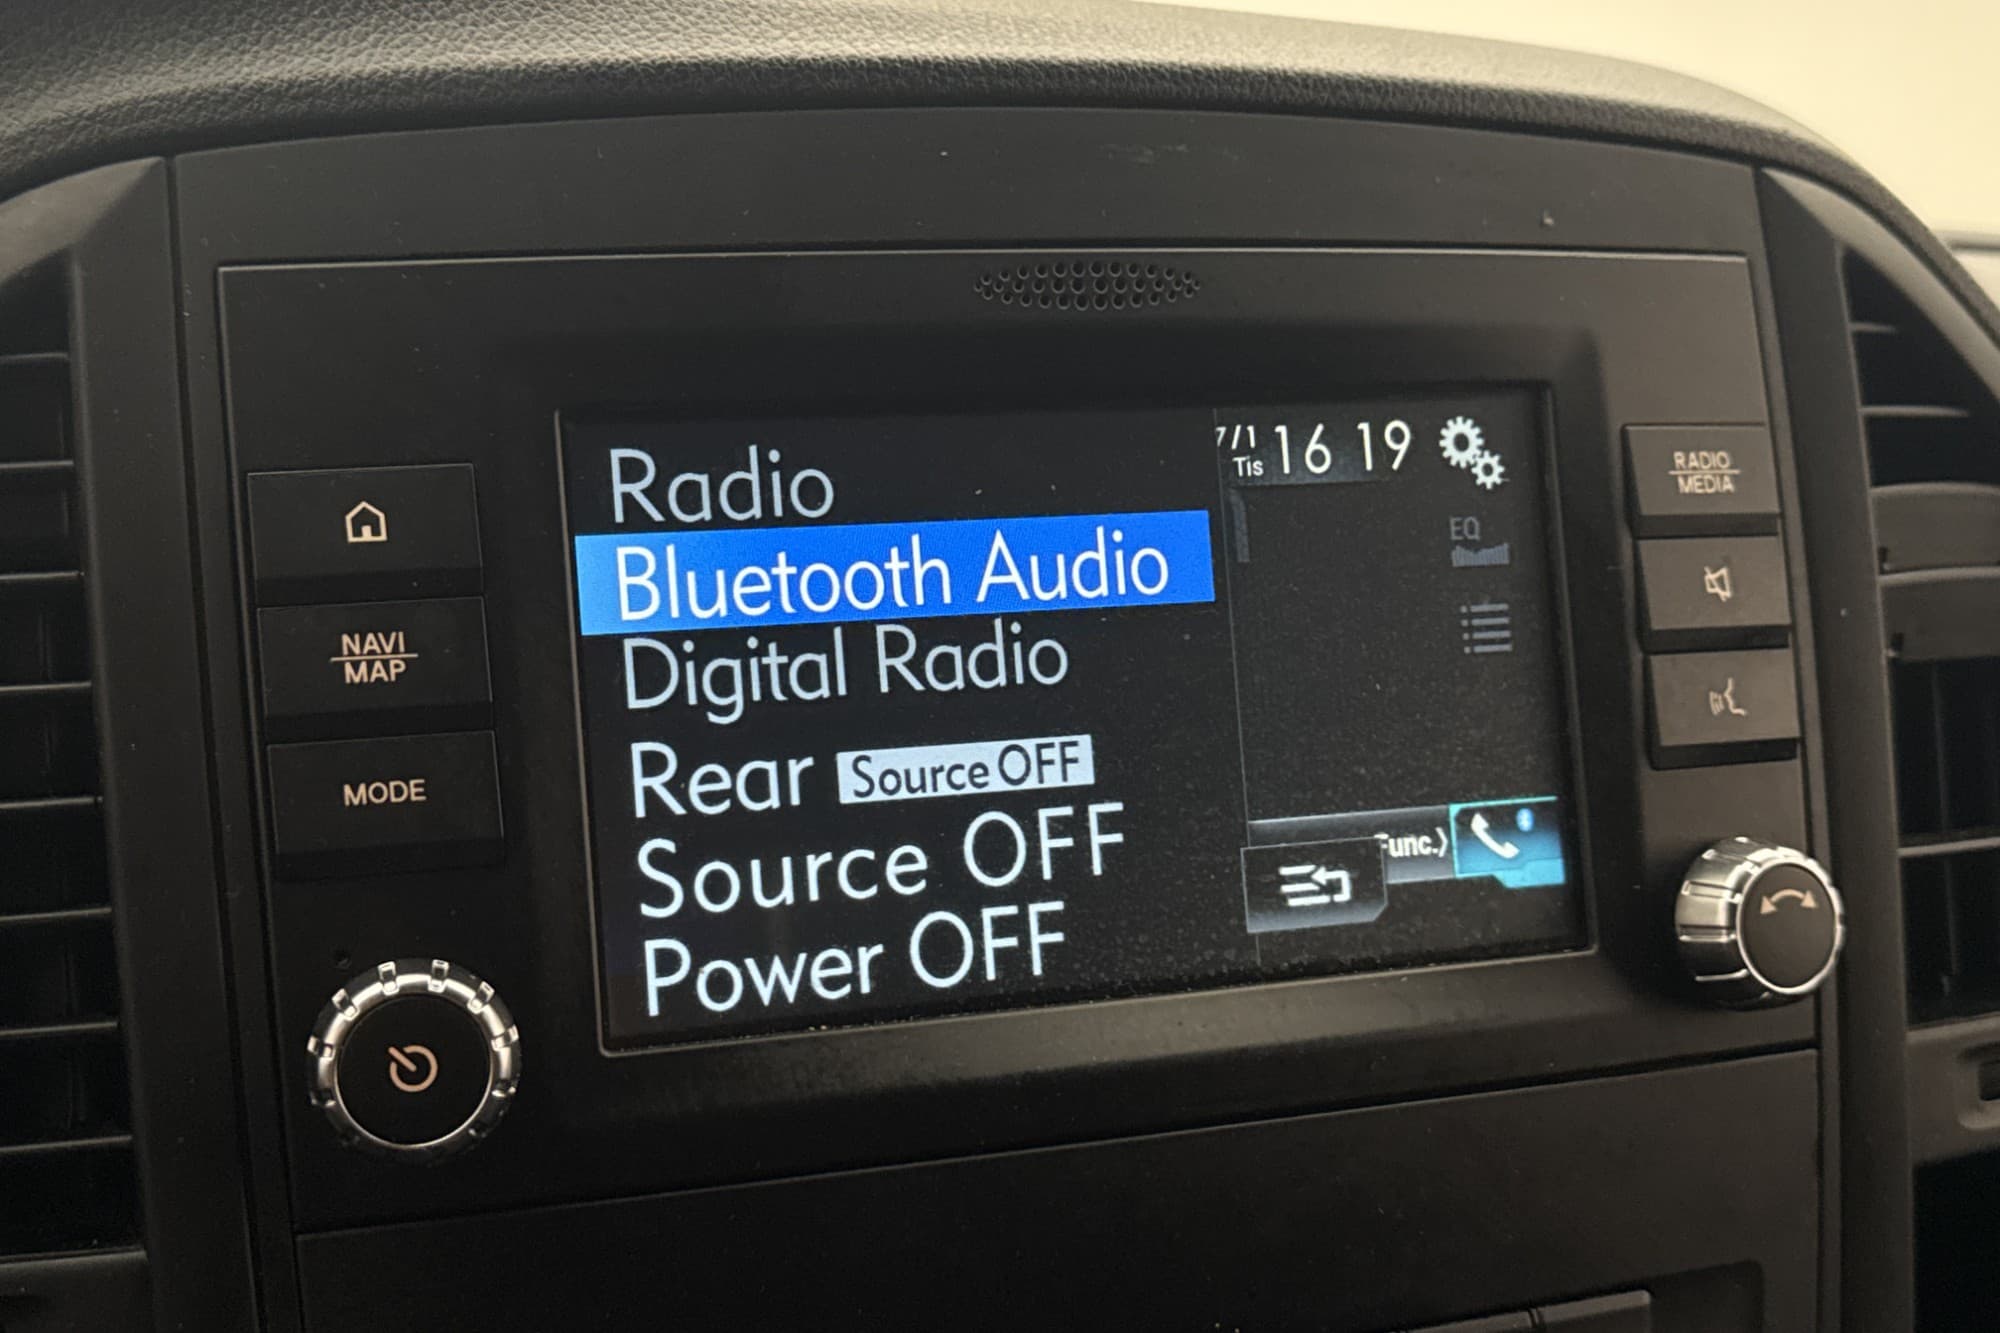 Radio
Bluetooth Audio
Digital Radio
Rear Source OFF
Source OFF
Power OFF
7/1
Tis
16 19
EQ
Func.
NAVI
MAP
MODE
RADIO
MEDIA